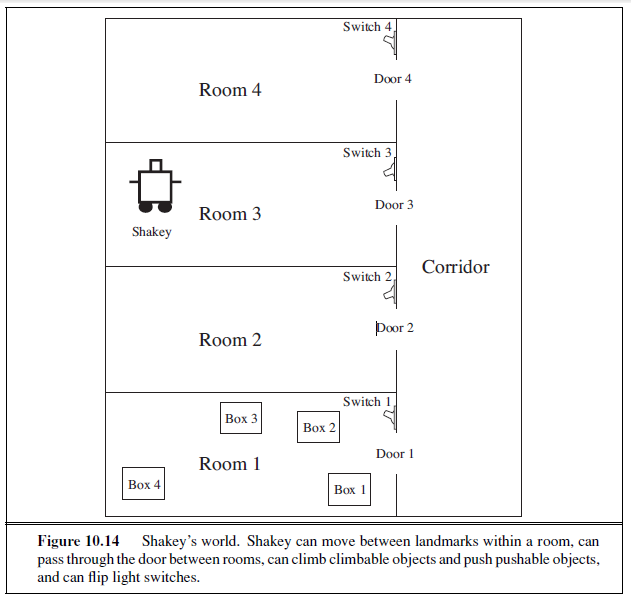 Switch 4
Door 4
Room 4
Switch 3
Door 3
Room 3
Shakey
Corridor
Switch 2
Door 2
Room 2
Switch 1
Box 3
Box 2
Door 1
Room 1
Box 4
Box 1
Figure 10.14 Shakey's world. Shakey can move between landmarks within a room, can
pass through the door between rooms, can climb climbable objects and push pushable objects,
and can flip light switches.